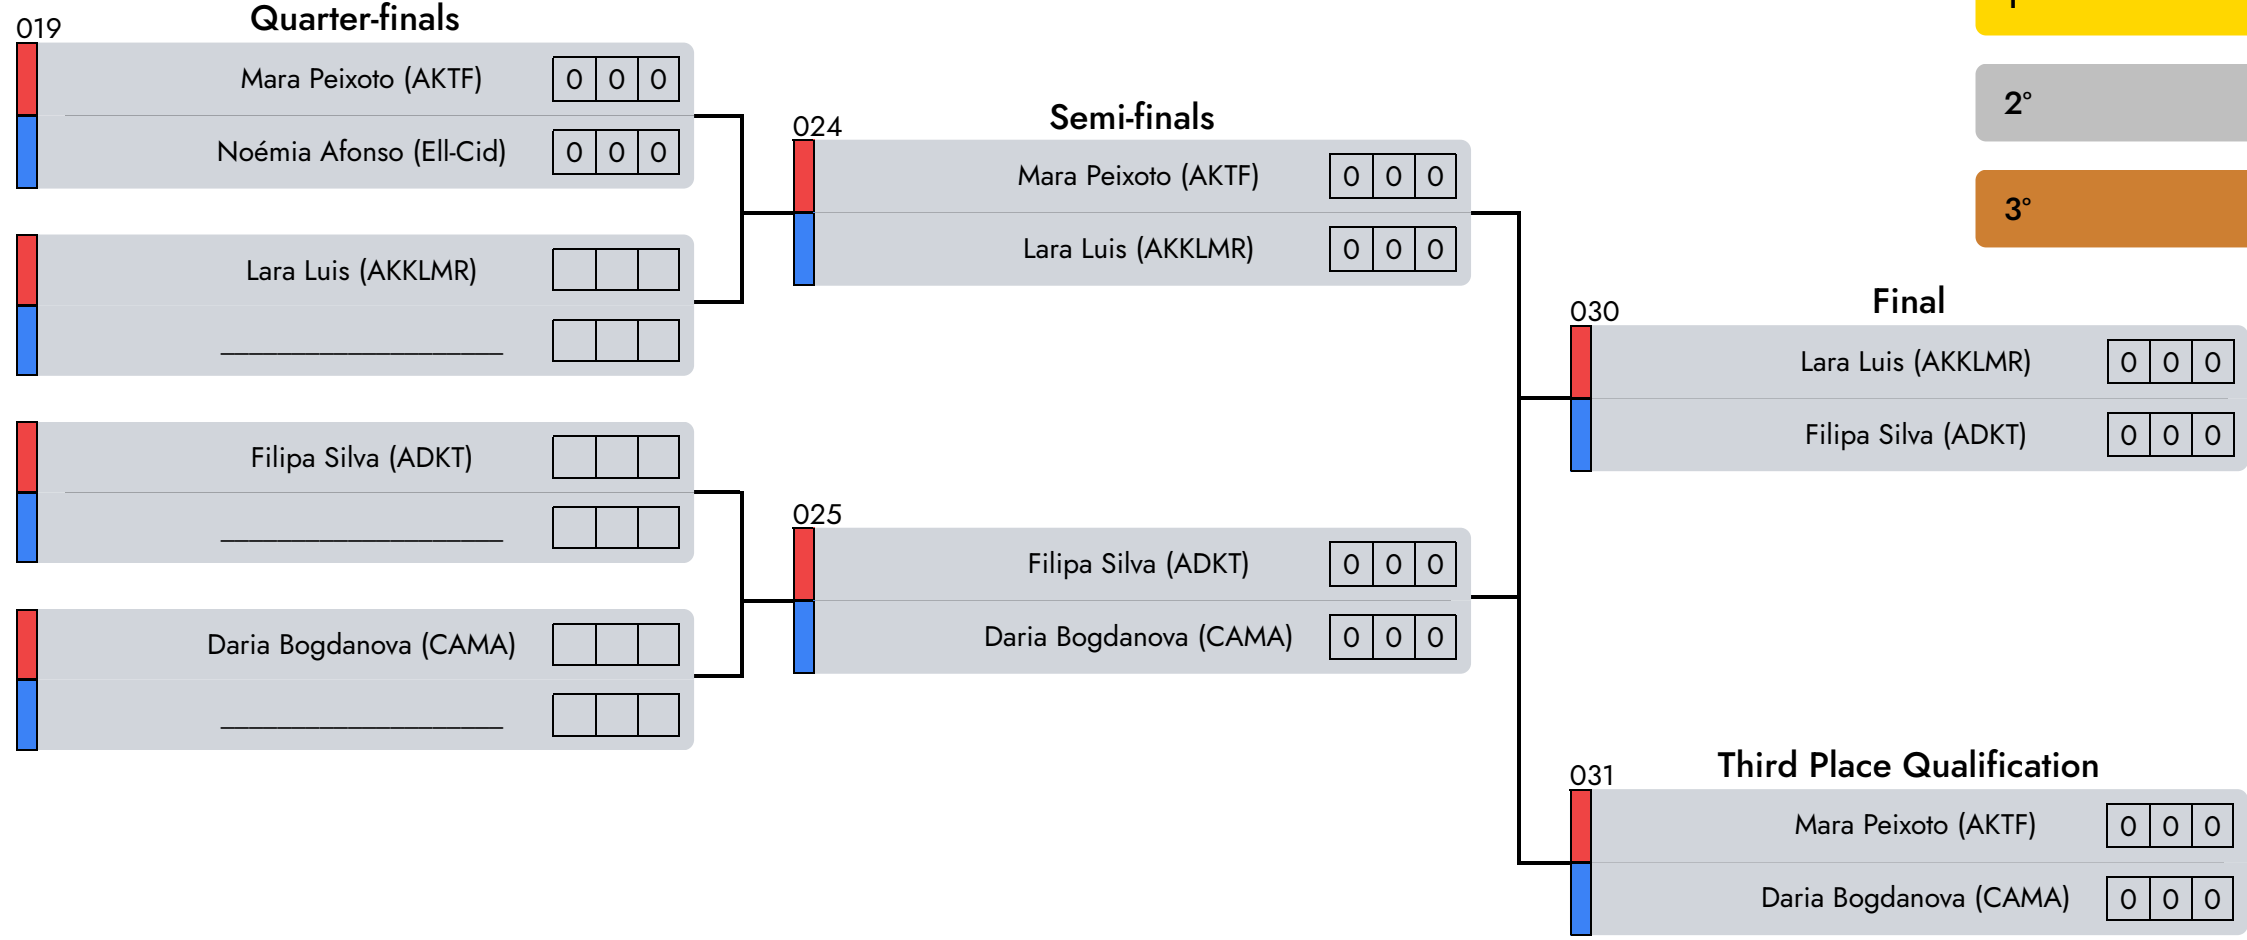 Quarter-finals
019
Mara Peixoto (AKTF) 0 0 0
Noémia Afonso (Ell-Cid) 0 0 0
Lara Luis (AKKLMR)
____________________
Filipa Silva (ADKT)
____________________
Daria Bogdanova (CAMA)
____________________
Semi-finals
024
Mara Peixoto (AKTF) 0 0 0
Lara Luis (AKKLMR) 0 0 0
025
Filipa Silva (ADKT) 0 0 0
Daria Bogdanova (CAMA) 0 0 0
2°
3°
Final
030
Lara Luis (AKKLMR) 0 0 0
Filipa Silva (ADKT) 0 0 0
Third Place Qualification
031
Mara Peixoto (AKTF) 0 0 0
Daria Bogdanova (CAMA) 0 0 0